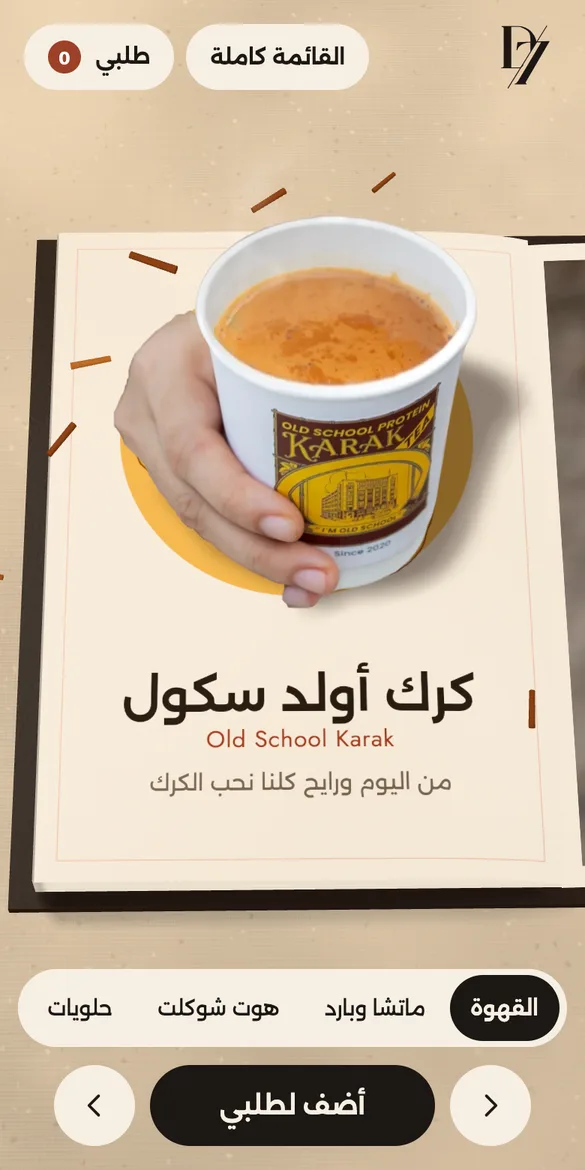 D7
القائمة كاملة
طلبي 0
OLD SCHOOL PROTEIN
KARAK
I'M OLD SCHOOL
Since 2020
كرك أولد سكول
Old School Karak
من اليوم ورايح كلنا نحب الكرك
القهوة
ماتشا وبارد
هوت شوكلت
حلويات
أضف لطلبي